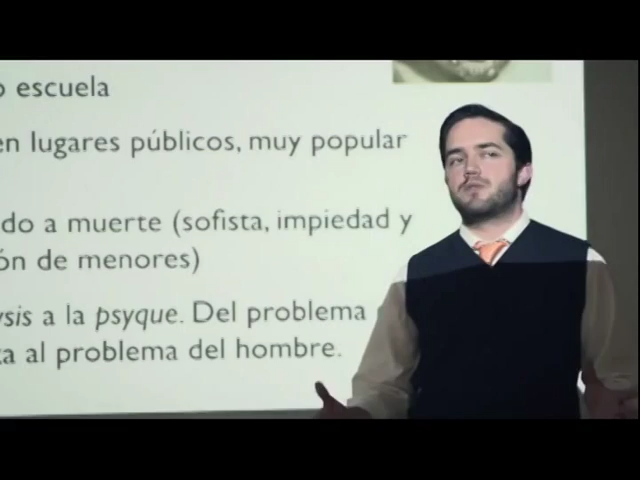 o escuela
en lugares públicos, muy popular
do a muerte (sofista, impiedad y
ón de menores)
ysis a la psyque. Del problema
za al problema del hombre.